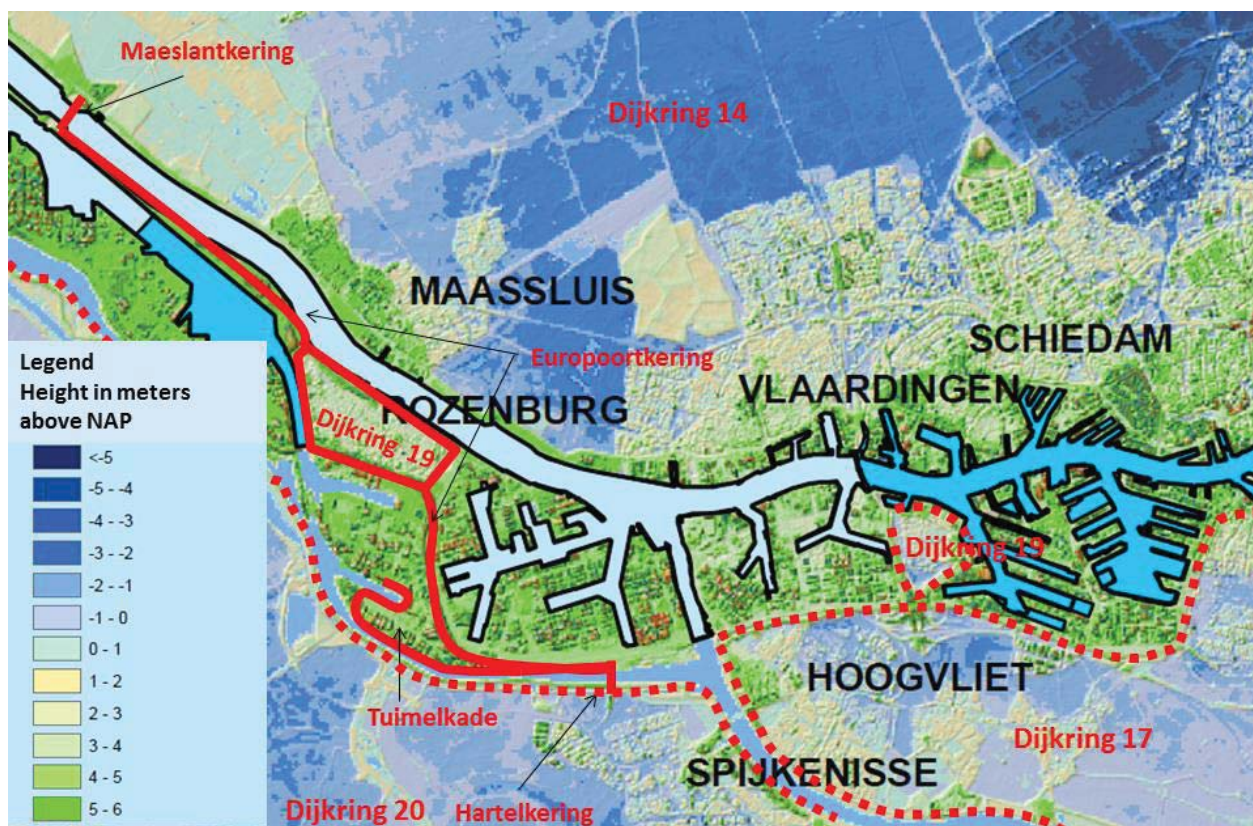 Maeslantkering
Dijkring 14
MAASSLUIS
Europoortkering
SCHIEDAM
VLAARDINGEN
ROZENBURG
Dijkring 19
Dijkring 19
HOOGVLIET
Tuimelkade
Dijkring 17
SPIJKENISSE
Dijkring 20
Hartelkering
Legend
Height in meters
above NAP
<-5
-5 --4
-4 --3
-3 --2
-2 --1
-1 - 0
0 - 1
1 - 2
2 - 3
3 - 4
4 - 5
5 - 6